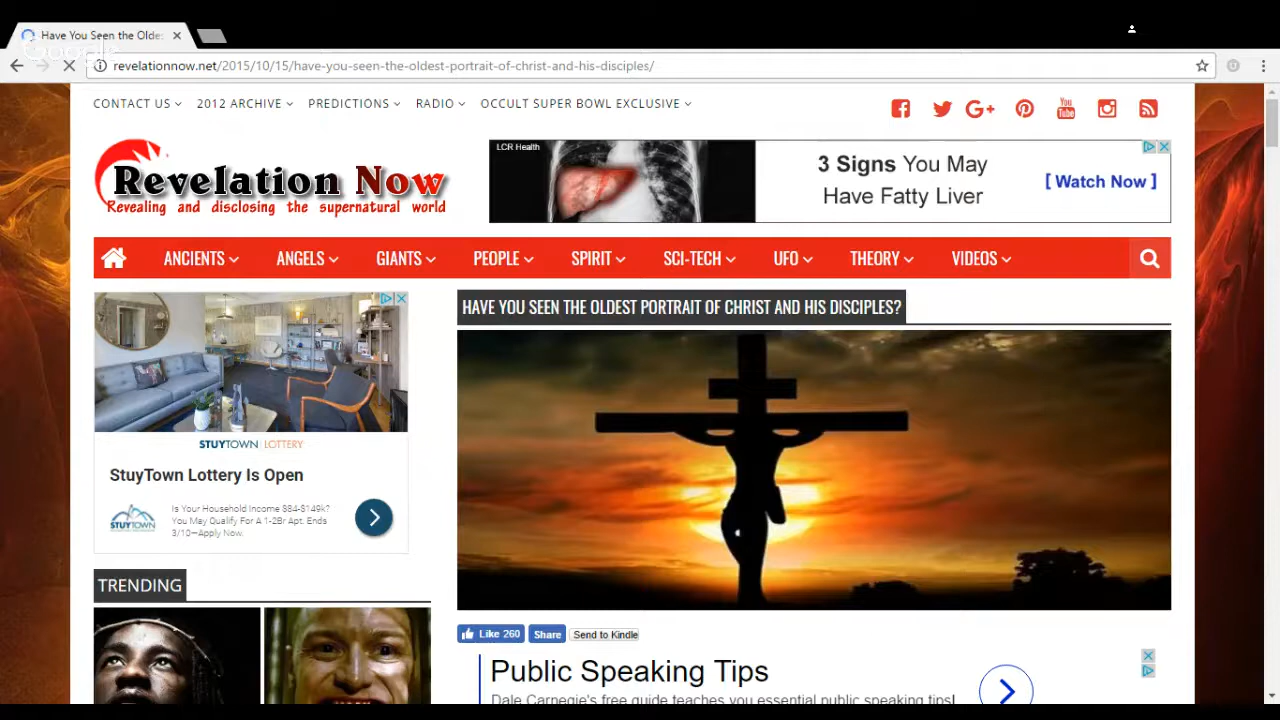 Have You Seen the Oldes
Google
revelationnow.net/2015/10/15/have-you-seen-the-oldest-portrait-of-christ-and-his-disciples/
CONTACT US 2012 ARCHIVE PREDICTIONS RADIO OCCULT SUPER BOWL EXCLUSIVE
You
Tube
Revelation Now
Revealing and disclosing the supernatural world
LCR Health
3 Signs You May
Have Fatty Liver
[ Watch Now ]
ANCIENTS ANGELS GIANTS PEOPLE SPIRIT SCI-TECH UFO THEORY VIDEOS
HAVE YOU SEEN THE OLDEST PORTRAIT OF CHRIST AND HIS DISCIPLES?
STUYTOWN LOTTERY
StuyTown Lottery Is Open
STUYTOWN
Is Your Household Income $84-$149k?
You May Qualify For A 1-2Br Apt. Ends
3/10—Apply Now.
TRENDING
Like 260 Share Send to Kindle
Public Speaking Tips
Dale Carnegie's free guide teaches you essential public speaking tips!